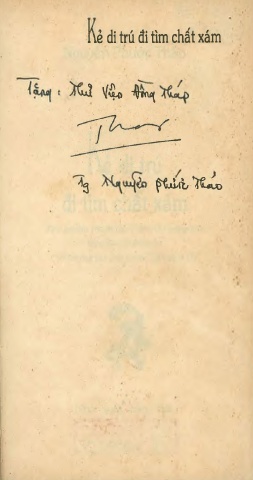 Kẻ di trú đi tìm chất xám
Tặng: Thư Viện Đồng Tháp
Thảo
Tg Nguyễn Phước Thảo